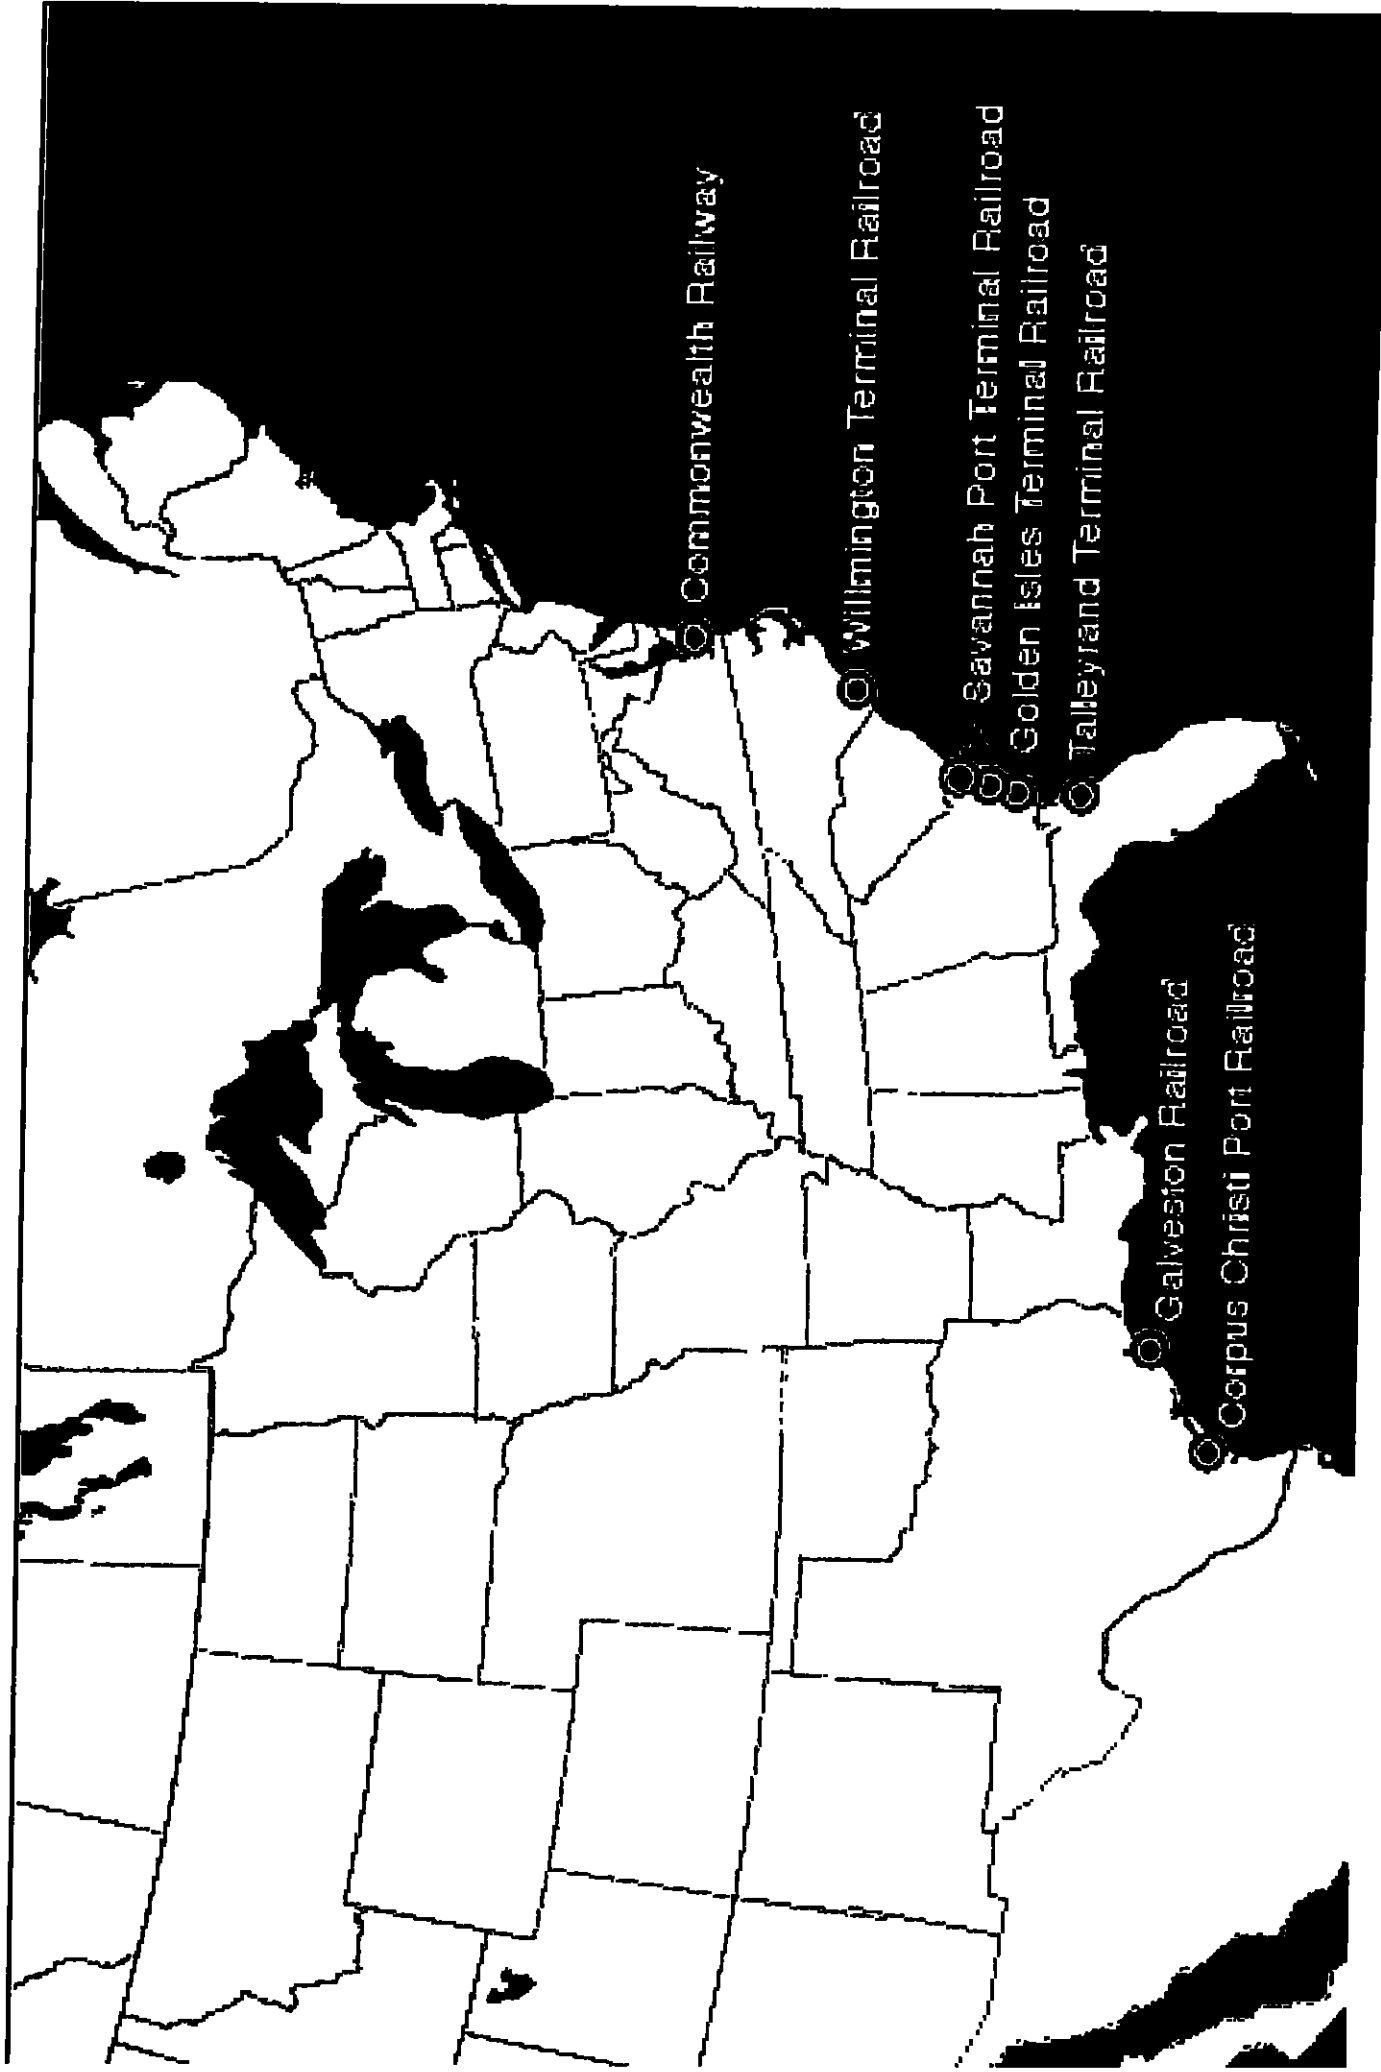 Commonwealth Railway
Wilmington Terminal Railroad
Savannah Port Terminal Railroad
Golden Isles Terminal Railroad
Talleyrand Terminal Railroad
Galveston Railroad
Corpus Christi Port Railroad